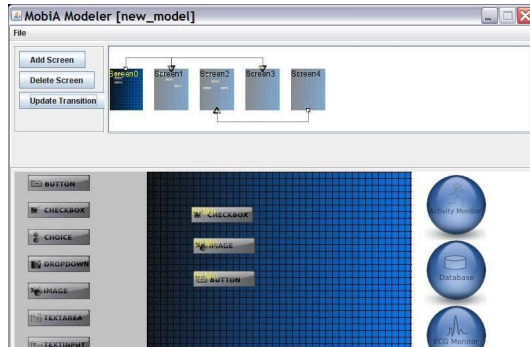 MobiA Modeler [new_model]
File
Add Screen
Delete Screen
Update Transition
Screen0 Screen1 Screen2 Screen3 Screen4
BUTTON
CHECKBOX
CHOICE
DROPDOWN
IMAGE
TEXTAREA
TEXTINPUT
CHECKBOX
IMAGE
BUTTON
Activity Monitor
Database
ECG Monitor